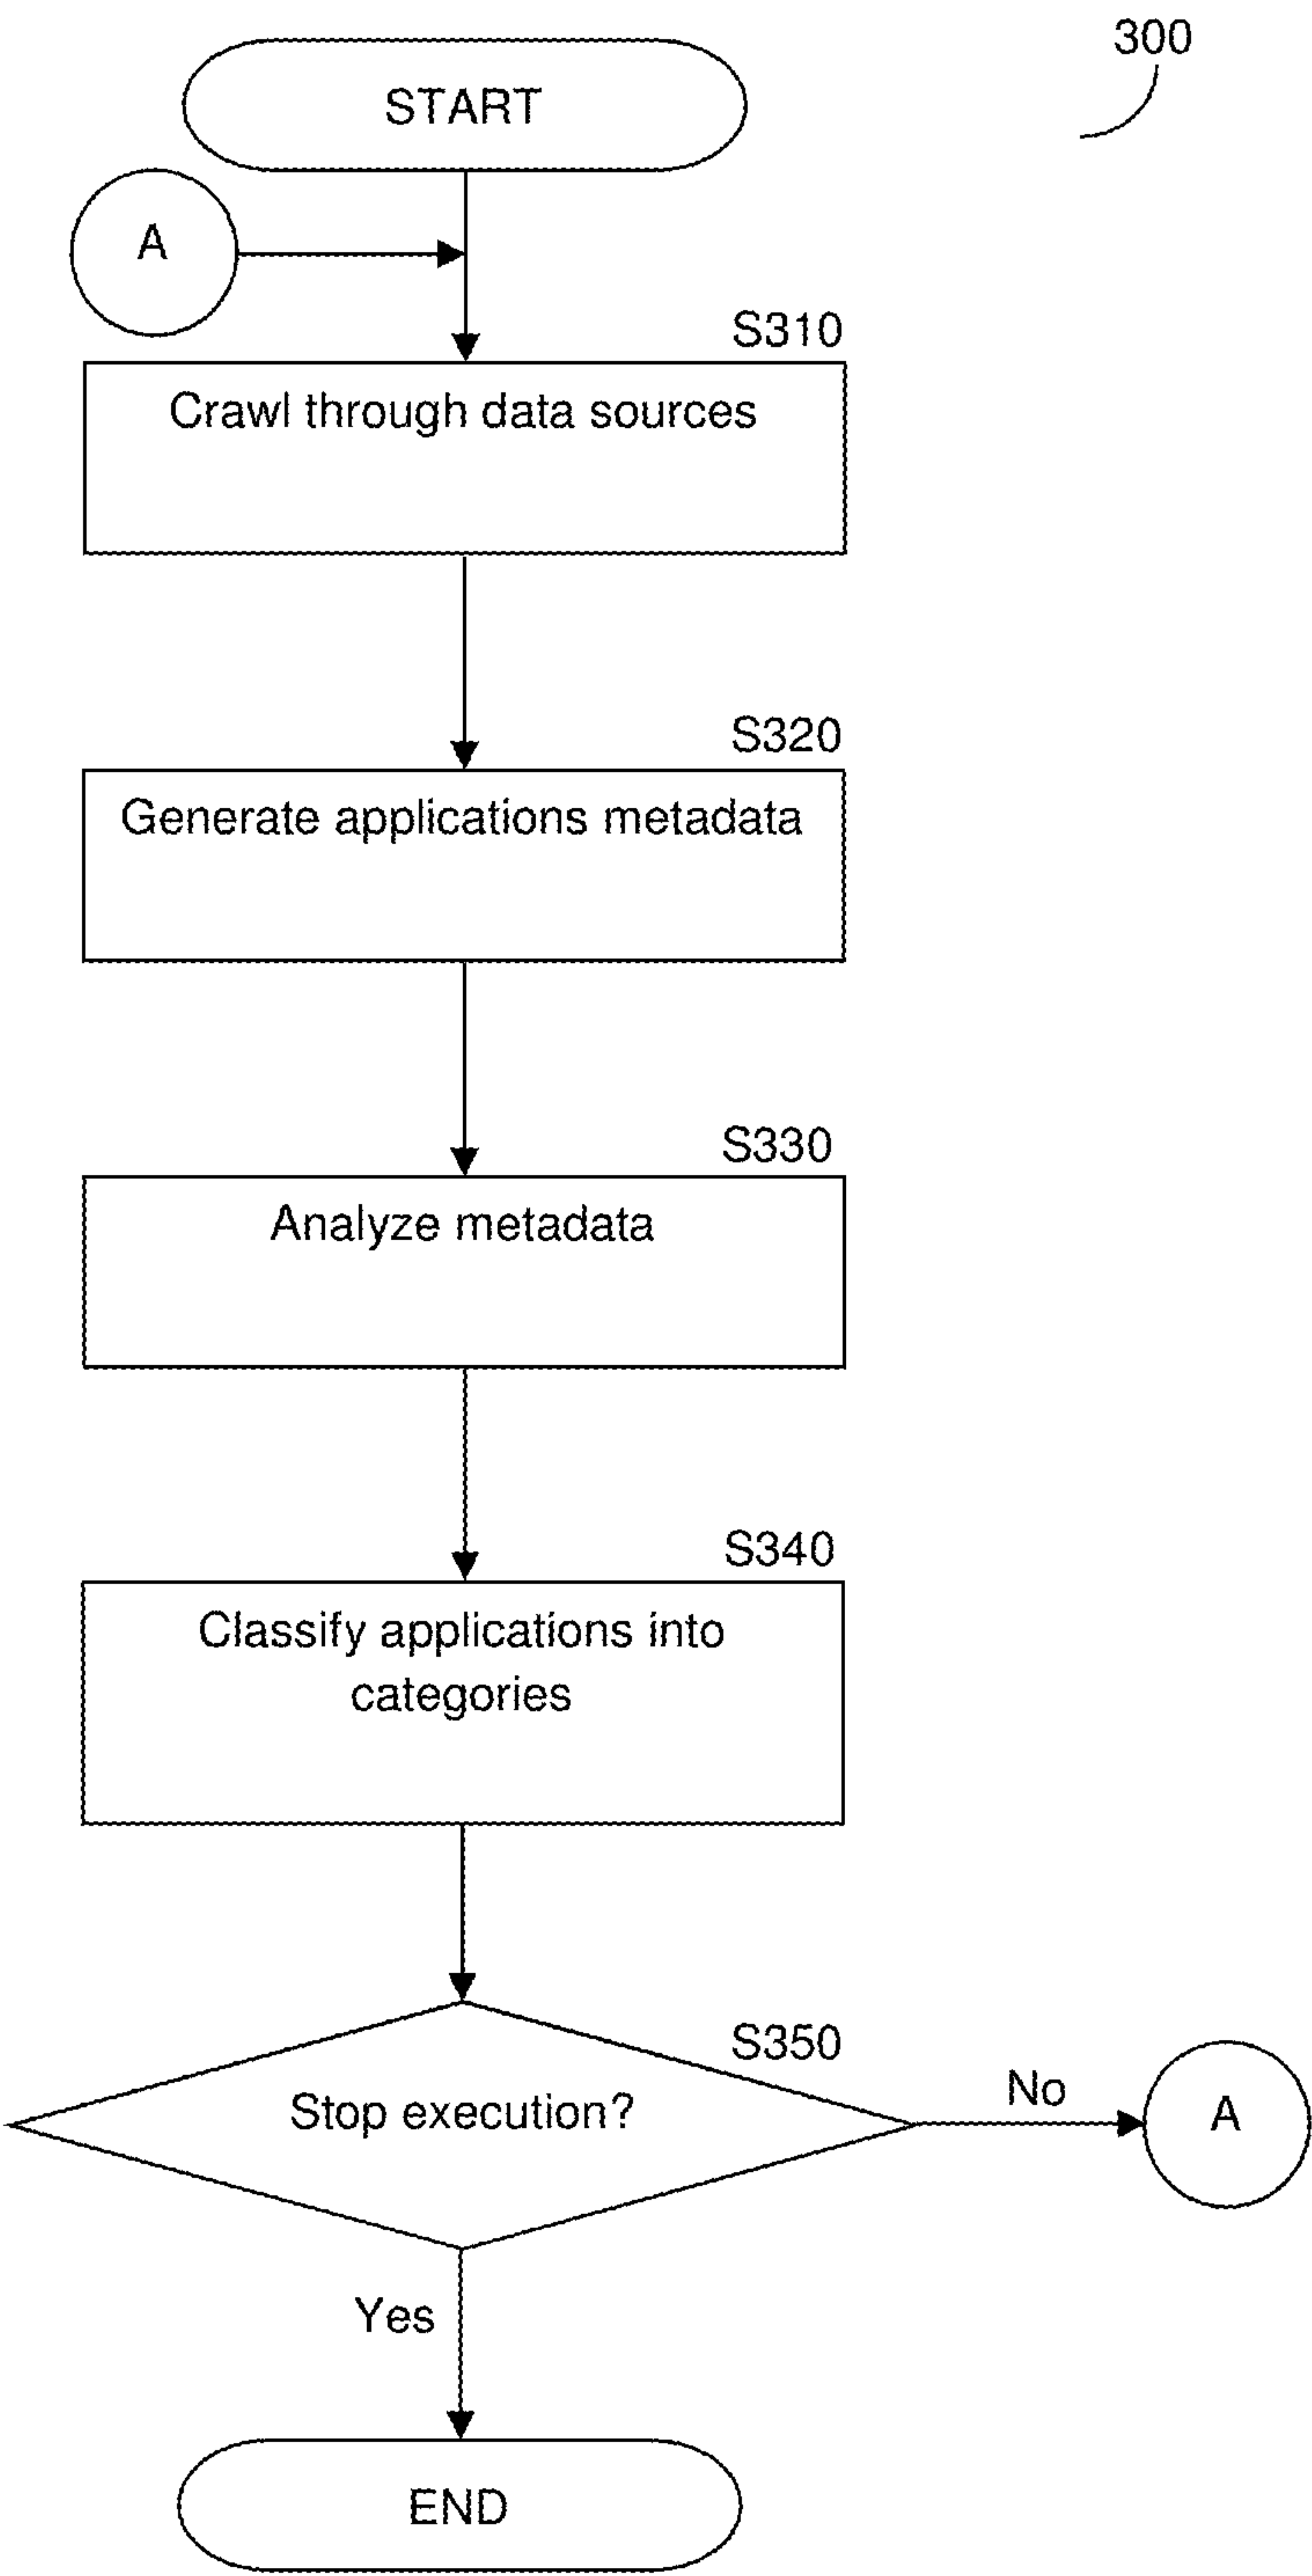 300
START
A
S310
Crawl through data sources
S320
Generate applications metadata
S330
Analyze metadata
S340
Classify applications into
categories
S350
Stop execution?
No
A
Yes
END